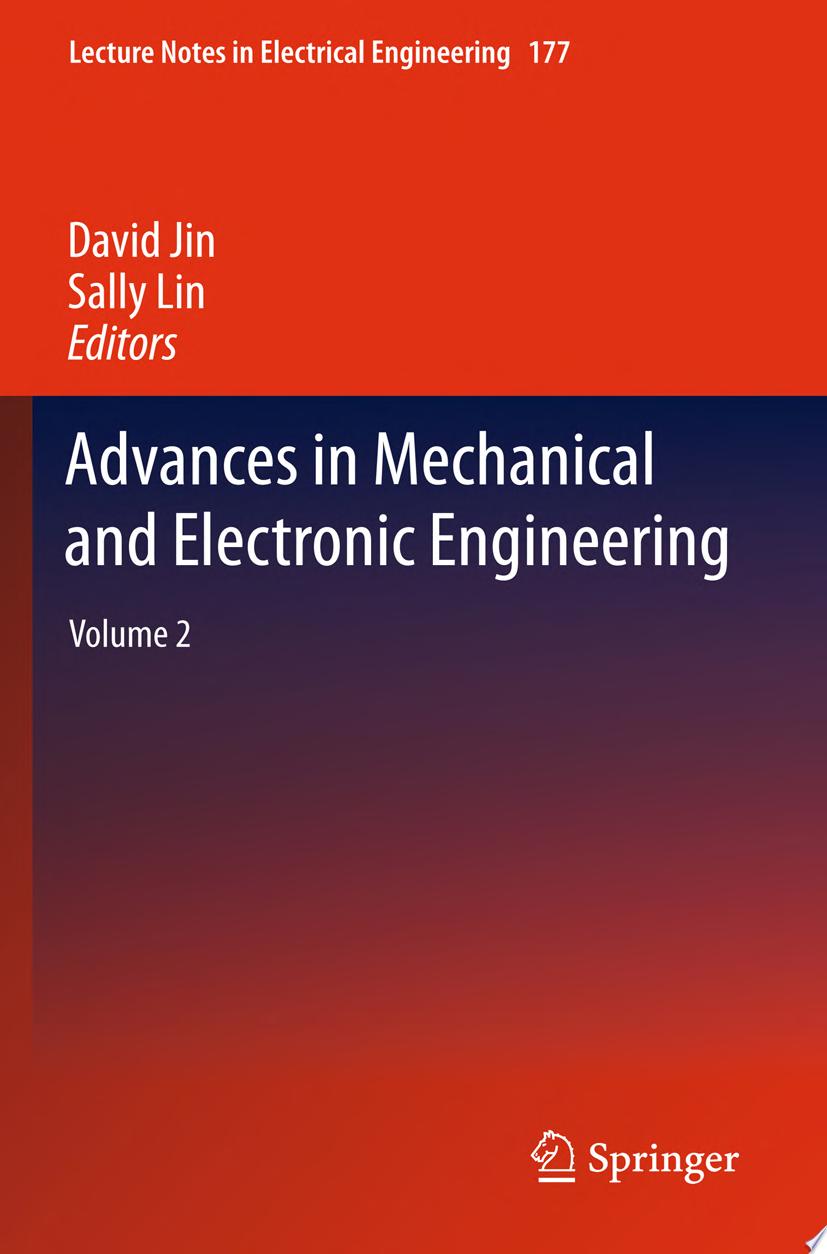 Lecture Notes in Electrical Engineering 177
David Jin
Sally Lin
Editors
Advances in Mechanical
and Electronic Engineering
Volume 2
Springer